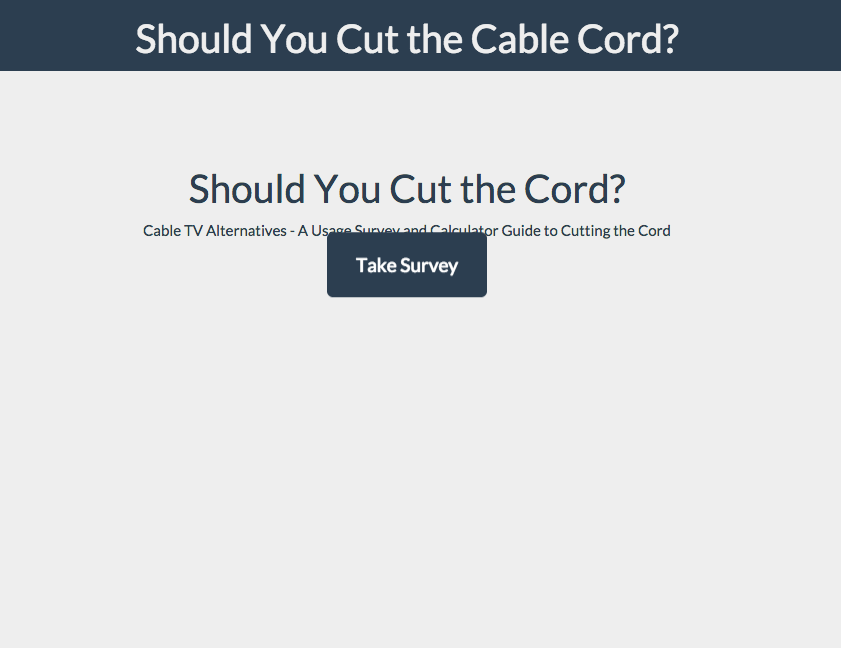 Should You Cut the Cable Cord?
Should You Cut the Cord?
Cable TV Alternatives - A Usage Survey and Calculator Guide to Cutting the Cord
Take Survey